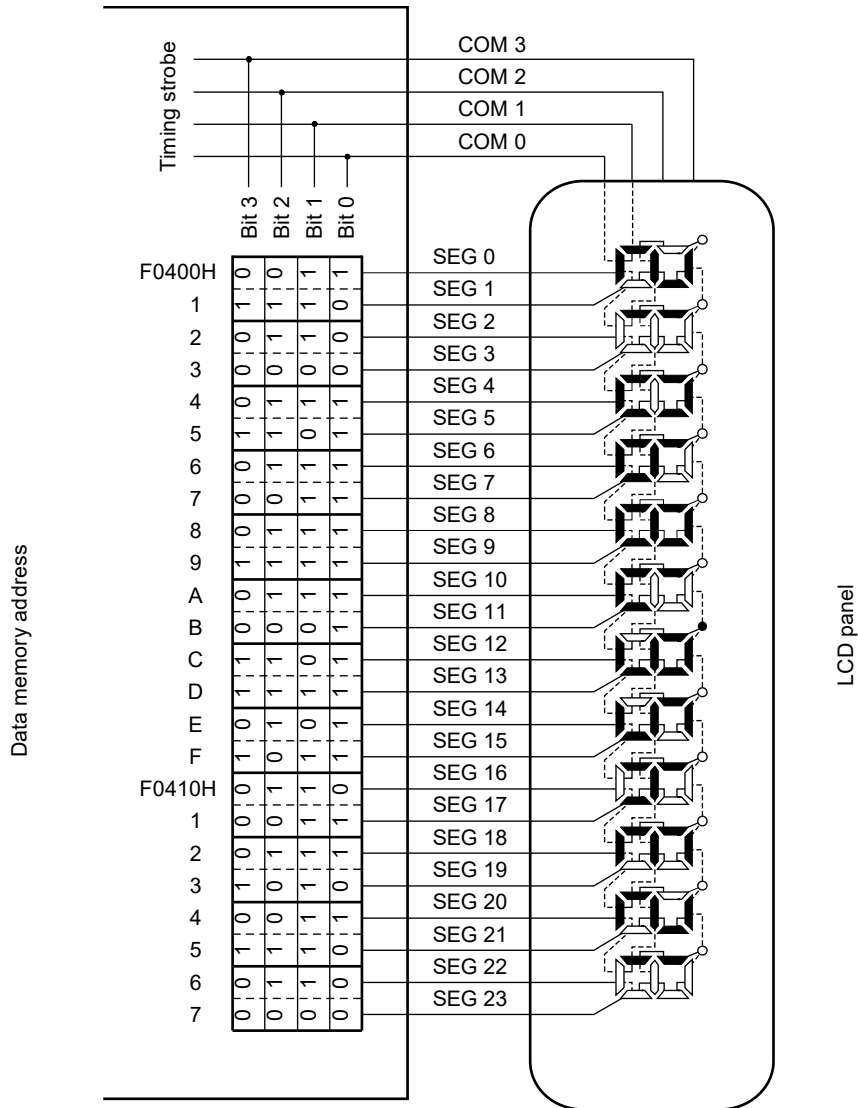 Timing strobe
COM 3
COM 2
COM 1
COM 0
Bit 3 Bit 2 Bit 1 Bit 0
F0400H 0 0 1 1 SEG 0
1 1 1 1 0 SEG 1
2 0 1 1 0 SEG 2
3 0 0 0 0 SEG 3
4 0 1 1 1 SEG 4
5 1 1 0 1 SEG 5
6 0 1 1 1 SEG 6
7 0 0 1 1 SEG 7
8 0 1 1 1 SEG 8
9 1 1 1 1 SEG 9
A 0 1 1 1 SEG 10
B 0 0 0 1 SEG 11
C 1 1 0 1 SEG 12
D 1 1 1 1 SEG 13
E 0 1 0 1 SEG 14
F 1 0 1 1 SEG 15
F0410H 0 1 1 0 SEG 16
1 0 0 1 1 SEG 17
2 0 1 1 1 SEG 18
3 1 0 1 0 SEG 19
4 0 0 1 1 SEG 20
5 1 1 1 0 SEG 21
6 0 1 1 0 SEG 22
7 0 0 0 0 SEG 23
Data memory address
LCD panel